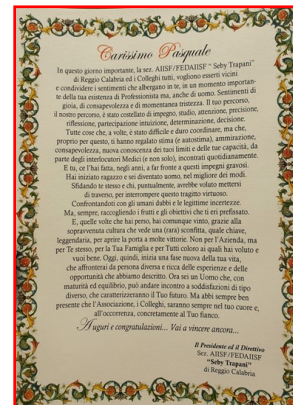 Carissimo Pasquale
In questo giorno importante, la sez. AIISF/FEDAIISF “ Seby Trapani”
di Reggio Calabria ed i Colleghi tutti, vogliono esserti vicini
e condividere i sentimenti che albergano in te, in un momento importan-
te della tua esistenza di Professionista ma, anche di uomo. Sentimenti di
gioia, di consapevolezza e di momentanea tristezza. Il tuo percorso,
il nostro percorso, è stato costellato di impegno, studio, attenzione, precisione,
riflessione, partecipazione intuizione, determinazione, decisione.
Tutte cose che, a volte, è stato difficile e duro coordinare, ma che,
proprio per questo, ti hanno regalato stima (e autostima), ammirazione,
consapevolezza, nuova conoscenza dei tuoi limiti e delle tue capacità, da
parte degli interlocutori Medici (e non solo), incontrati quotidianamente.
E tu, ce l'hai fatta, negli anni, a far fronte a questi impegni gravosi.
Hai iniziato ragazzo e sei diventato uomo, nel migliore dei modi.
Sfidando te stesso e chi, puntualmente, avrebbe voluto mettersi
di traverso, per interrompere questo tragitto virtuoso.
Confrontandoti con gli umani dubbi e le legittime incertezze.
Ma, sempre, raccogliendo i frutti e gli obiettivi che ti eri prefissato.
E, quelle volte che hai perso, hai comunque vinto, grazie alla
sopravvenuta cultura che vede una (rara) sconfitta, quale chiave,
leggendaria, per aprire la porta a molte vittorie. Non per l'Azienda, ma
per Te stesso, per la Tua Famiglia e per Tutti coloro ai quali hai voluto e
vuoi bene. Oggi, quindi, inizia una fase nuova della tua vita,
che affronterai da persona diversa e ricca delle esperienze e delle
opportunità che abbiamo descritto. Ora sei un Uomo che, con
maturità ed equilibrio, può andare incontro a soddisfazioni di tipo
diverso, che caratterizzeranno il Tuo futuro. Ma abbi sempre ben
presente che l'Associazione, i Colleghi, saranno sempre nel tuo cuore e,
all'occorrenza, concretamente al Tuo fianco.
Auguri e congratulazioni... Vai a vincere ancora...
Il Presidente ed il Direttivo
Sez. AIISF/FEDAIISF
“Seby Trapani”
di Reggio Calabria